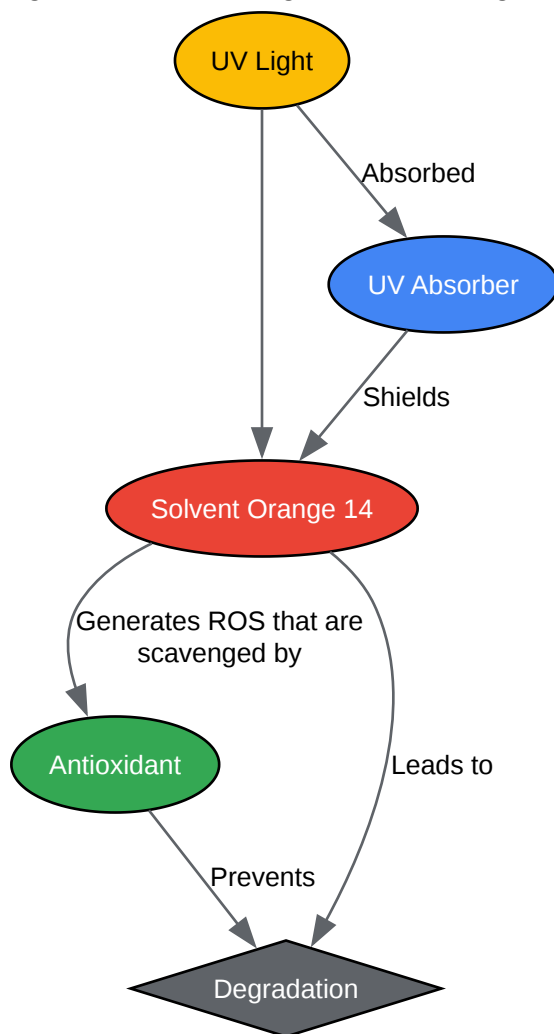 UV Light
Absorbed
UV Absorber
Shields
Solvent Orange 14
Generates ROS that are
scavenged by
Antioxidant
Leads to
Prevents
Degradation